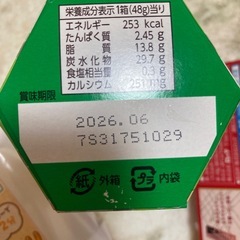 栄養成分表示1箱(48g)当り
エネルギー 253 kcal
たんぱく質 2.45 g
脂質 13.8 g
炭水化物 29.7 g
食塩相当量 0.3 g
カルシウム 251 mg
賞味期限
2026.06
7S31751029
紙 外箱 プラ 内袋